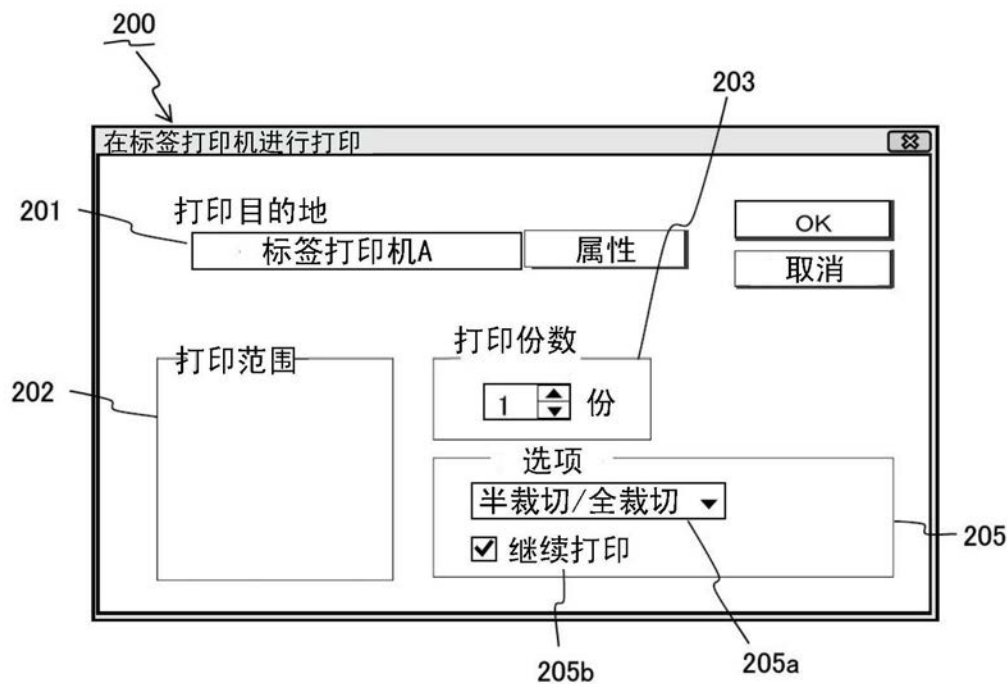 200
203
在标签打印机进行打印
201
打印目的地
标签打印机A
属性
OK
取消
打印份数
打印范围
202
1
份
选项
半裁切/全裁切
继续打印
205
205b
205a